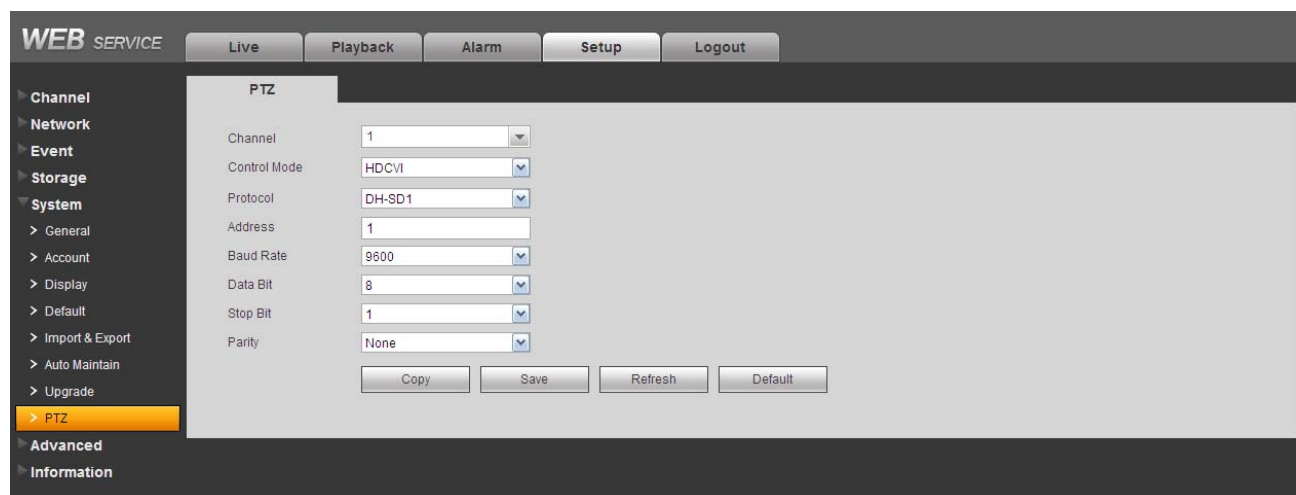 WEB SERVICE
Live Playback Alarm Setup Logout
Channel
Network
Event
Storage
System
> General
> Account
> Display
> Default
> Import & Export
> Auto Maintain
> Upgrade
> PTZ
Advanced
Information
PTZ
Channel 1
Control Mode HDCVI
Protocol DH-SD1
Address 1
Baud Rate 9600
Data Bit 8
Stop Bit 1
Parity None
Copy Save Refresh Default